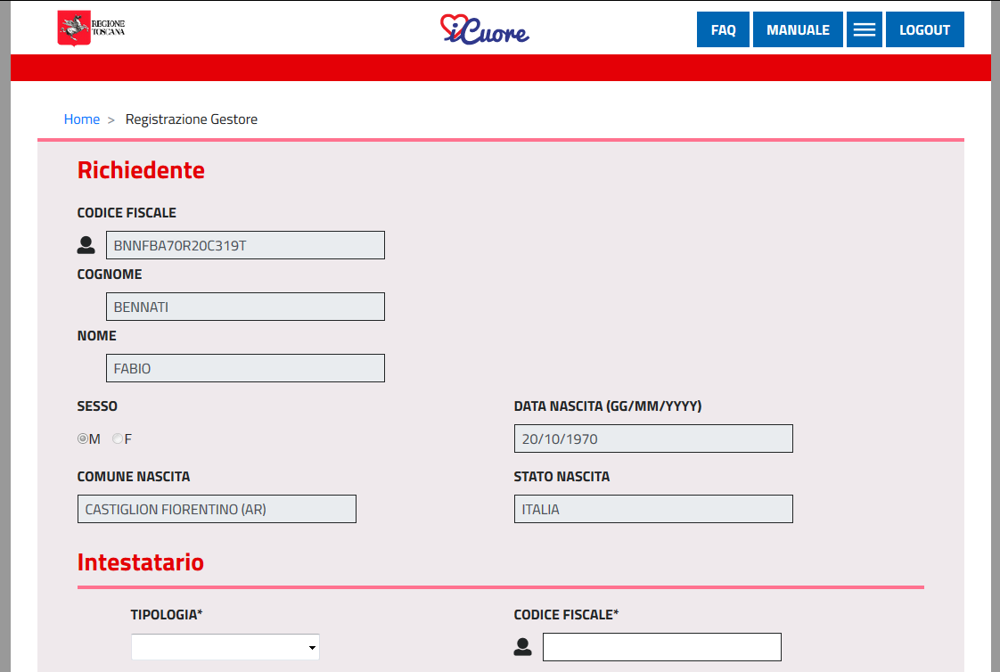 REGIONE
TOSCANA
iCuore
FAQ
MANUALE
LOGOUT
Home > Registrazione Gestore
Richiedente
CODICE FISCALE
BNNFBA70R20C319T
COGNOME
BENNATI
NOME
FABIO
SESSO
DATA NASCITA (GG/MM/YYYY)
M F
20/10/1970
COMUNE NASCITA
STATO NASCITA
CASTIGLION FIORENTINO (AR)
ITALIA
Intestatario
TIPOLOGIA*
CODICE FISCALE*